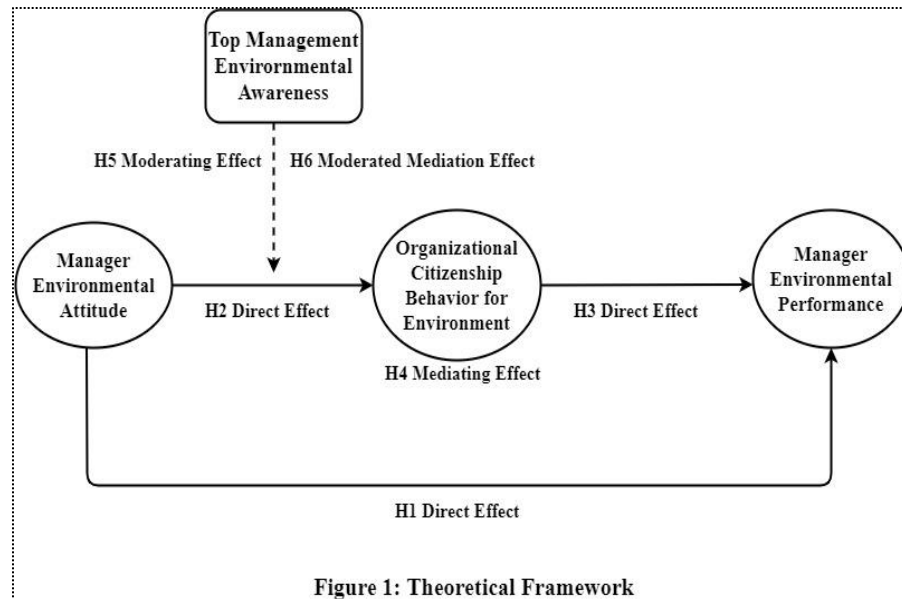 Top Management
Envirornmental
Awareness
H5 Moderating Effect
H6 Moderated Mediation Effect
Manager
Environmental
Attitude
H2 Direct Effect
Organizational
Citizenship
Behavior for
Environment
H4 Mediating Effect
H3 Direct Effect
Manager
Environmental
Performance
H1 Direct Effect
Figure 1: Theoretical Framework